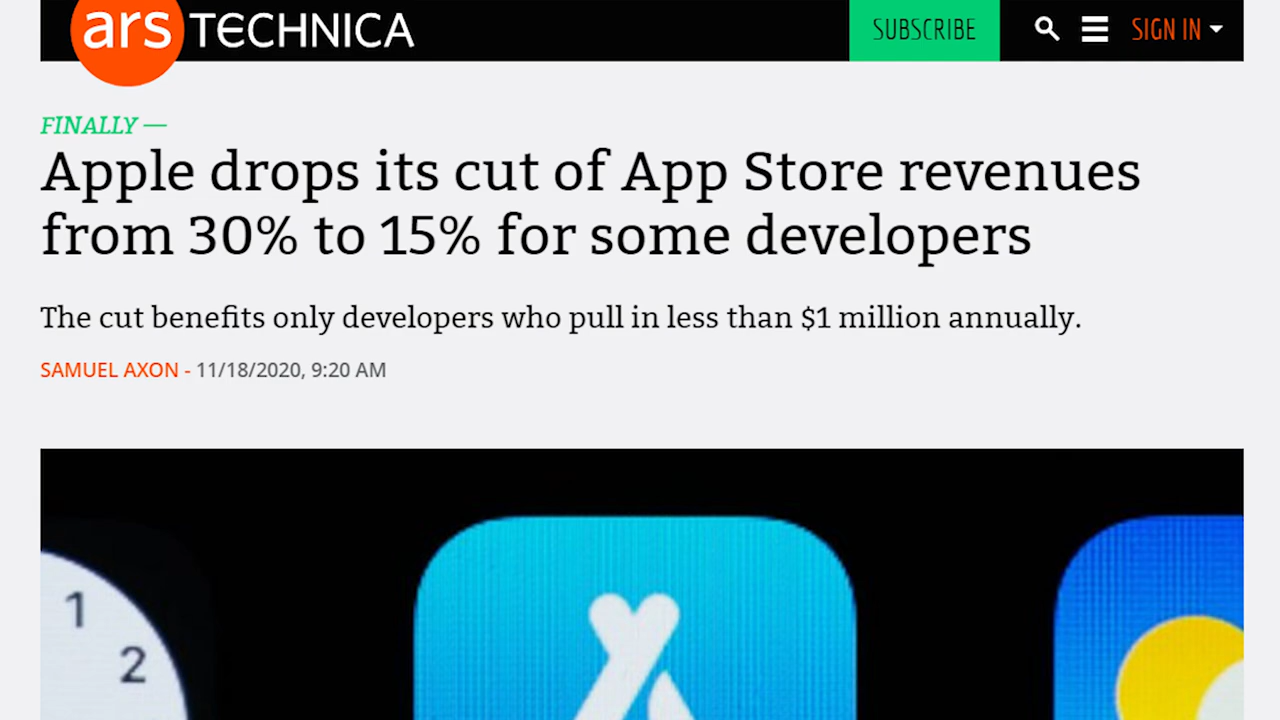 ars TECHNICA
SUBSCRIBE
SIGN IN
FINALLY —
Apple drops its cut of App Store revenues
from 30% to 15% for some developers
The cut benefits only developers who pull in less than $1 million annually.
SAMUEL AXON - 11/18/2020, 9:20 AM
1
2